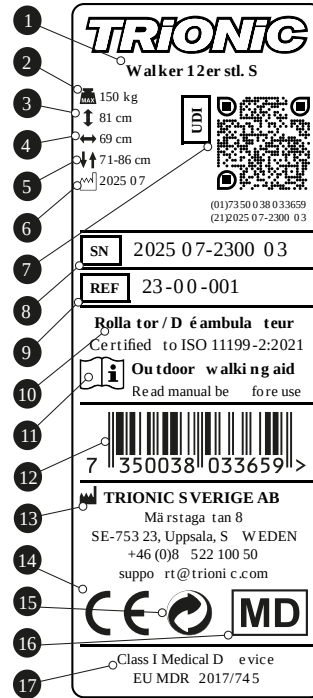 1
TRIONIC
Walker 12er stl. S
2
MAX 150 kg
3
81 cm
4
69 cm
5
71-86 cm
6
2025 07
UDI
7
(01)7350038033659
(21)202507-230003
8
SN 202507-230003
9
REF 23-00-001
10
Rollator/Déambulateur
Certified to ISO 11199-2:2021
11
Outdoor walking aid
Read manual before use
12
7 350038 033659 >
13
TRIONIC SVERIGE AB
Märstagatan 8
SE-753 23, Uppsala, SWEDEN
+46 (0)8 522 100 50
support@trionic.com
14
CE
15
16
MD
17
Class I Medical Device
EU MDR 2017/745